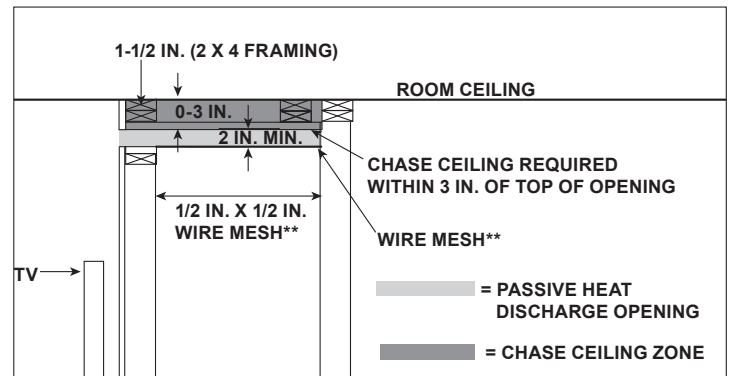 1-1/2 IN. (2 X 4 FRAMING)
ROOM CEILING
0-3 IN.
2 IN. MIN.
CHASE CEILING REQUIRED
WITHIN 3 IN. OF TOP OF OPENING
1/2 IN. X 1/2 IN.
WIRE MESH**
WIRE MESH**
TV
= PASSIVE HEAT
DISCHARGE OPENING
= CHASE CEILING ZONE